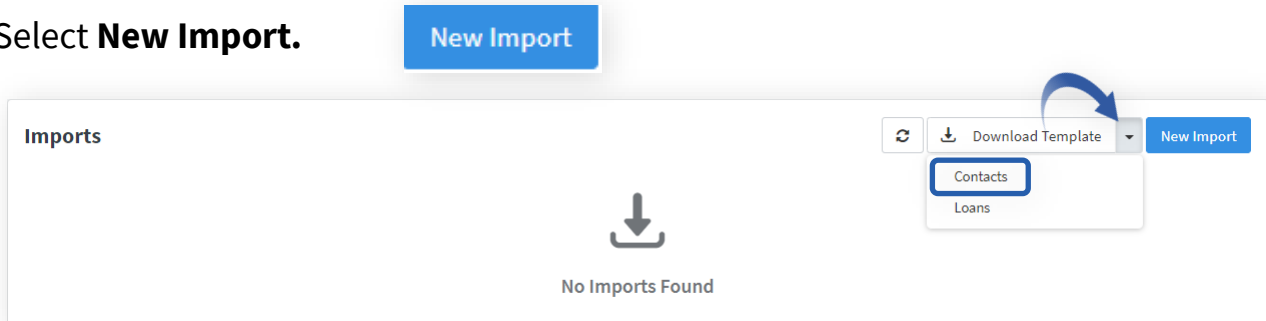 Select New Import.
New Import
Imports
Download Template
New Import
Contacts
Loans
No Imports Found